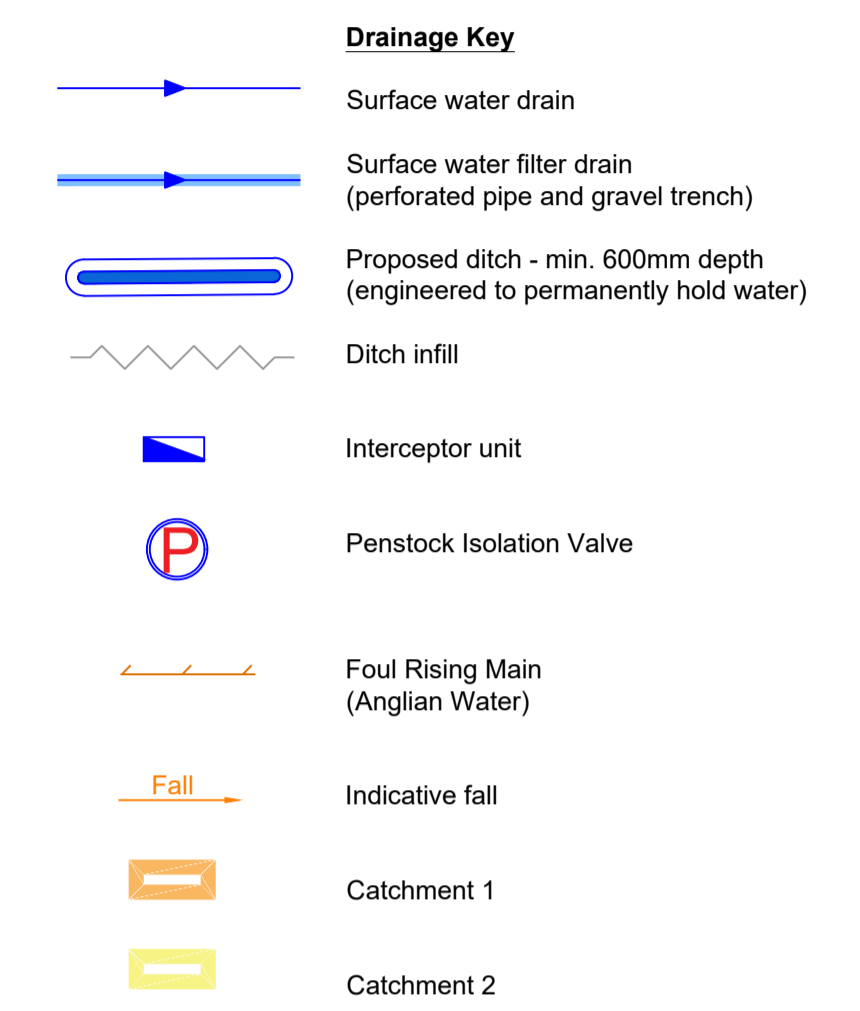 Drainage Key
Surface water drain
Surface water filter drain
(perforated pipe and gravel trench)
Proposed ditch - min. 600mm depth
(engineered to permanently hold water)
Ditch infill
Interceptor unit
P
Penstock Isolation Valve
Foul Rising Main
(Anglian Water)
Fall
Indicative fall
Catchment 1
Catchment 2